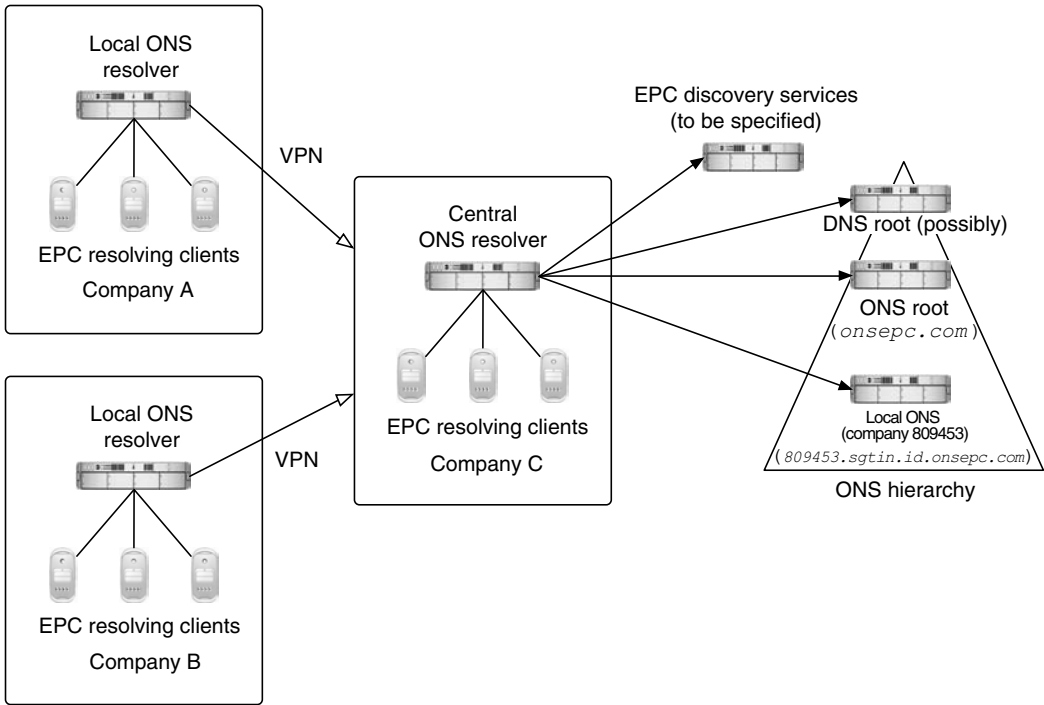 Local ONS
resolver
EPC resolving clients
Company A
VPN
Local ONS
resolver
EPC resolving clients
Company B
VPN
Central
ONS resolver
EPC resolving clients
Company C
EPC discovery services
(to be specified)
DNS root (possibly)
ONS root
(onsepc.com)
Local ONS
(company 809453)
(809453.sgtin.id.onsepc.com)
ONS hierarchy